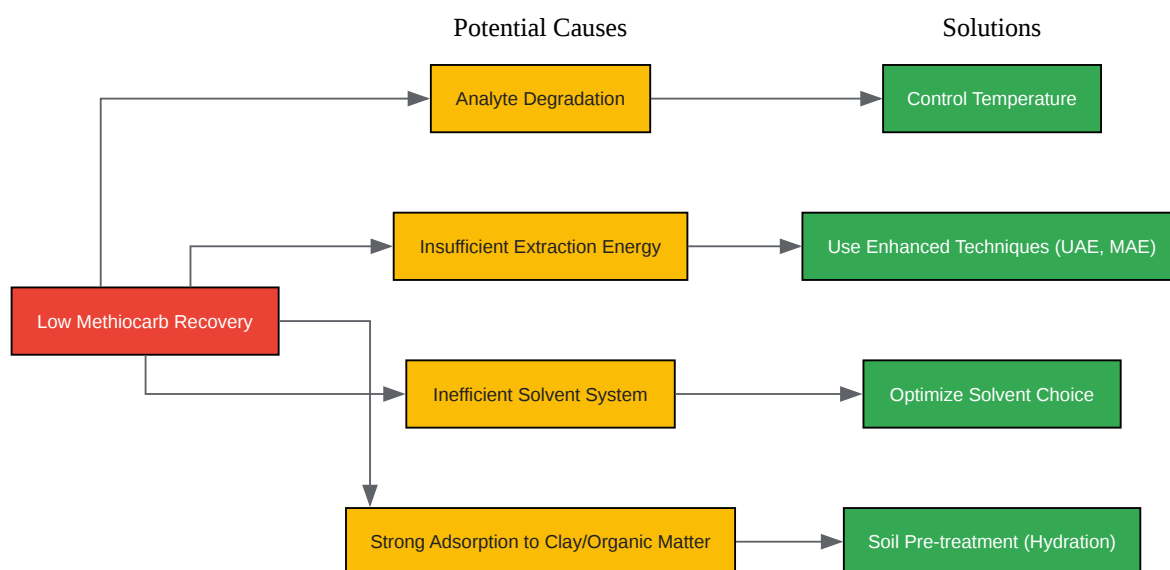 Potential Causes
Solutions
Analyte Degradation
Control Temperature
Insufficient Extraction Energy
Use Enhanced Techniques (UAE, MAE)
Low Methiocarb Recovery
Inefficient Solvent System
Optimize Solvent Choice
Strong Adsorption to Clay/Organic Matter
Soil Pre-treatment (Hydration)